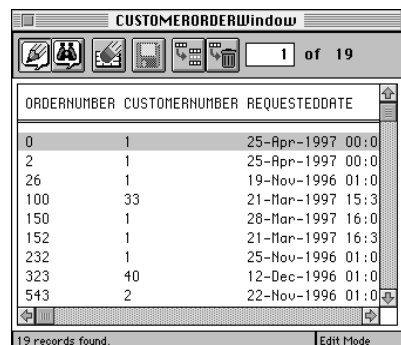 CUSTOMERORDERWindow
1 of 19
ORDERNUMBER CUSTOMERNUMBER REQUESTEDDATE
0 1 25-Apr-1997 00:0
2 1 25-Apr-1997 00:0
26 1 19-Nov-1996 01:0
100 33 21-Mar-1997 15:3
150 1 28-Mar-1997 16:0
152 1 21-Mar-1997 16:3
232 1 25-Nov-1996 01:0
323 40 12-Dec-1996 01:0
543 2 22-Nov-1996 01:0
19 records found. Edit Mode